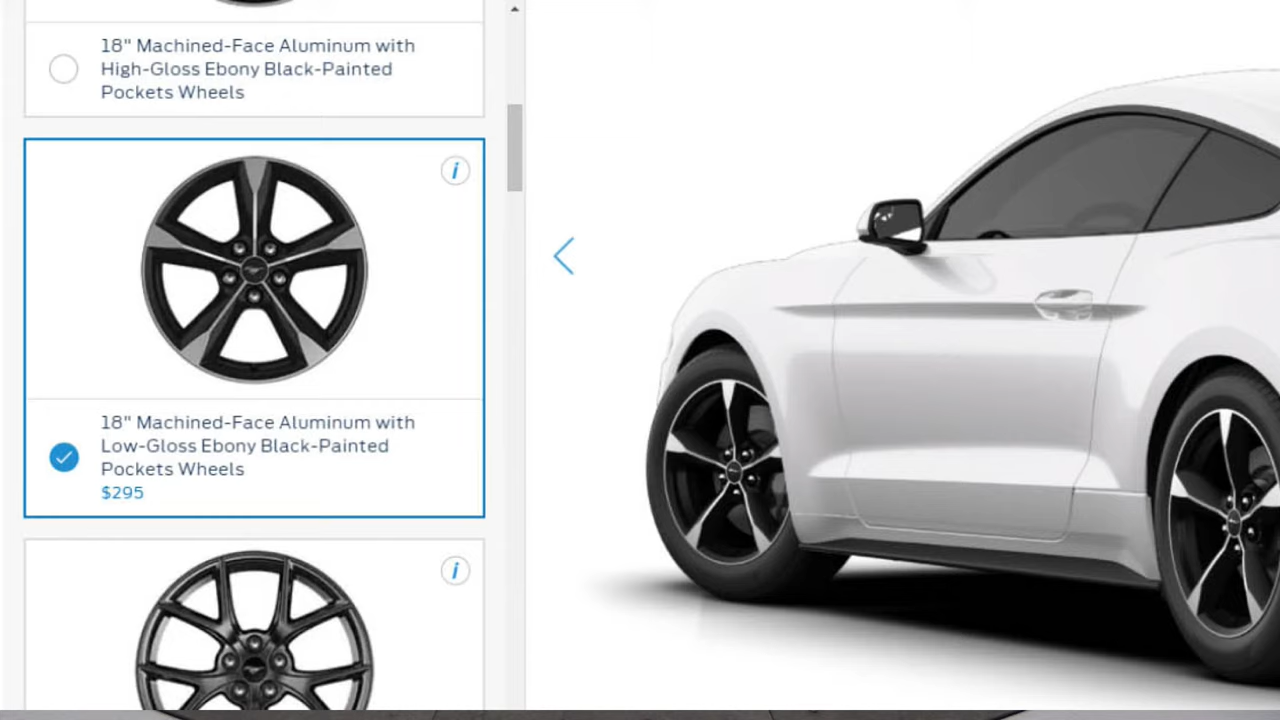 18" Machined-Face Aluminum with
High-Gloss Ebony Black-Painted
Pockets Wheels
i
18" Machined-Face Aluminum with
Low-Gloss Ebony Black-Painted
Pockets Wheels
$295
i